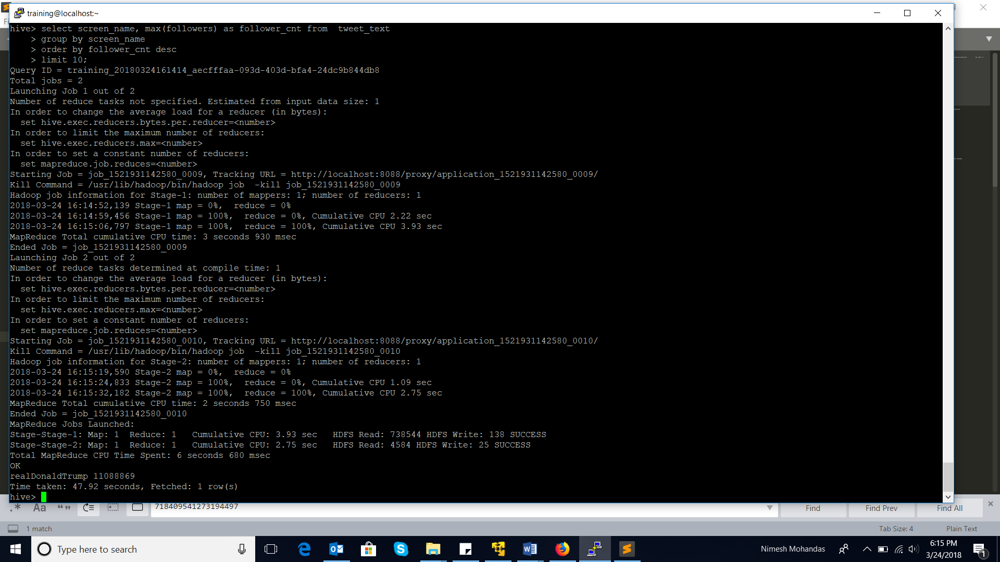 training@localhost:~
hive> select screen_name, max(followers) as follower_cnt from  tweet_text
    > group by screen_name
    > order by follower_cnt desc
    > limit 10;
Query ID = training_20180324161414_aecfffaa-093d-403d-bfa4-24dc9b844db8
Total jobs = 2
Launching Job 1 out of 2
Number of reduce tasks not specified. Estimated from input data size: 1
In order to change the average load for a reducer (in bytes):
  set hive.exec.reducers.bytes.per.reducer=<number>
In order to limit the maximum number of reducers:
  set hive.exec.reducers.max=<number>
In order to set a constant number of reducers:
  set mapreduce.job.reduces=<number>
Starting Job = job_1521931142580_0009, Tracking URL = http://localhost:8088/proxy/application_1521931142580_0009/
Kill Command = /usr/lib/hadoop/bin/hadoop job  -kill job_1521931142580_0009
Hadoop job information for Stage-1: number of mappers: 1; number of reducers: 1
2018-03-24 16:14:52,139 Stage-1 map = 0%,  reduce = 0%
2018-03-24 16:14:59,456 Stage-1 map = 100%,  reduce = 0%, Cumulative CPU 2.22 sec
2018-03-24 16:15:06,797 Stage-1 map = 100%,  reduce = 100%, Cumulative CPU 3.93 sec
MapReduce Total cumulative CPU time: 3 seconds 930 msec
Ended Job = job_1521931142580_0009
Launching Job 2 out of 2
Number of reduce tasks determined at compile time: 1
In order to change the average load for a reducer (in bytes):
  set hive.exec.reducers.bytes.per.reducer=<number>
In order to limit the maximum number of reducers:
  set hive.exec.reducers.max=<number>
In order to set a constant number of reducers:
  set mapreduce.job.reduces=<number>
Starting Job = job_1521931142580_0010, Tracking URL = http://localhost:8088/proxy/application_1521931142580_0010/
Kill Command = /usr/lib/hadoop/bin/hadoop job  -kill job_1521931142580_0010
Hadoop job information for Stage-2: number of mappers: 1; number of reducers: 1
2018-03-24 16:15:19,590 Stage-2 map = 0%,  reduce = 0%
2018-03-24 16:15:24,833 Stage-2 map = 100%,  reduce = 0%, Cumulative CPU 1.09 sec
2018-03-24 16:15:32,182 Stage-2 map = 100%,  reduce = 100%, Cumulative CPU 2.75 sec
MapReduce Total cumulative CPU time: 2 seconds 750 msec
Ended Job = job_1521931142580_0010
MapReduce Jobs Launched:
Stage-Stage-1: Map: 1  Reduce: 1   Cumulative CPU: 3.93 sec   HDFS Read: 738544 HDFS Write: 138 SUCCESS
Stage-Stage-2: Map: 1  Reduce: 1   Cumulative CPU: 2.75 sec   HDFS Read: 4584 HDFS Write: 25 SUCCESS
Total MapReduce CPU Time Spent: 6 seconds 680 msec
OK
realDonaldTrump 11088869
Time taken: 47.92 seconds, Fetched: 1 row(s)
hive>
.* Aa “” 718409541273194497 Find Find Prev Find All
1 match Tab Size: 4 Plain Text
Type here to search Nimesh Mohandas 6:15 PM
3/24/2018 1